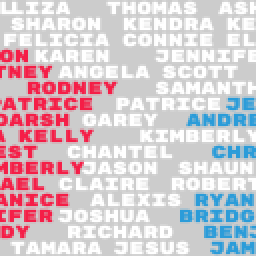 LLIZA THOMAS ASH
SHARON KENDRA KE
FELICIA CONNIE EL
ON KAREN JENNIFE
TNEY ANGELA SCOTT
RODNEY SAMANTH
PATRICE PATRICE JE
DARSH GAREY ANDRE
A KELLY KIMBERLY
EST CHANTEL CHR
MBERLY JASON SHAUN
AEL CLAIRE ROBERT
ANICE ALEXIS RYAN
IFER JOSHUA BRIDG
DY RICHARD BENJ
TAMARA JESUS JAM